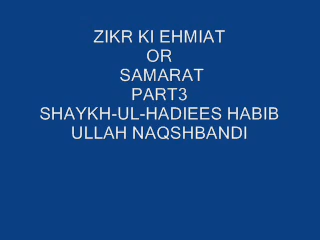 ZIKR KI EHMIAT
OR
SAMARAT
PART3
SHAYKH-UL-HADIEES HABIB
ULLAH NAQSHBANDI